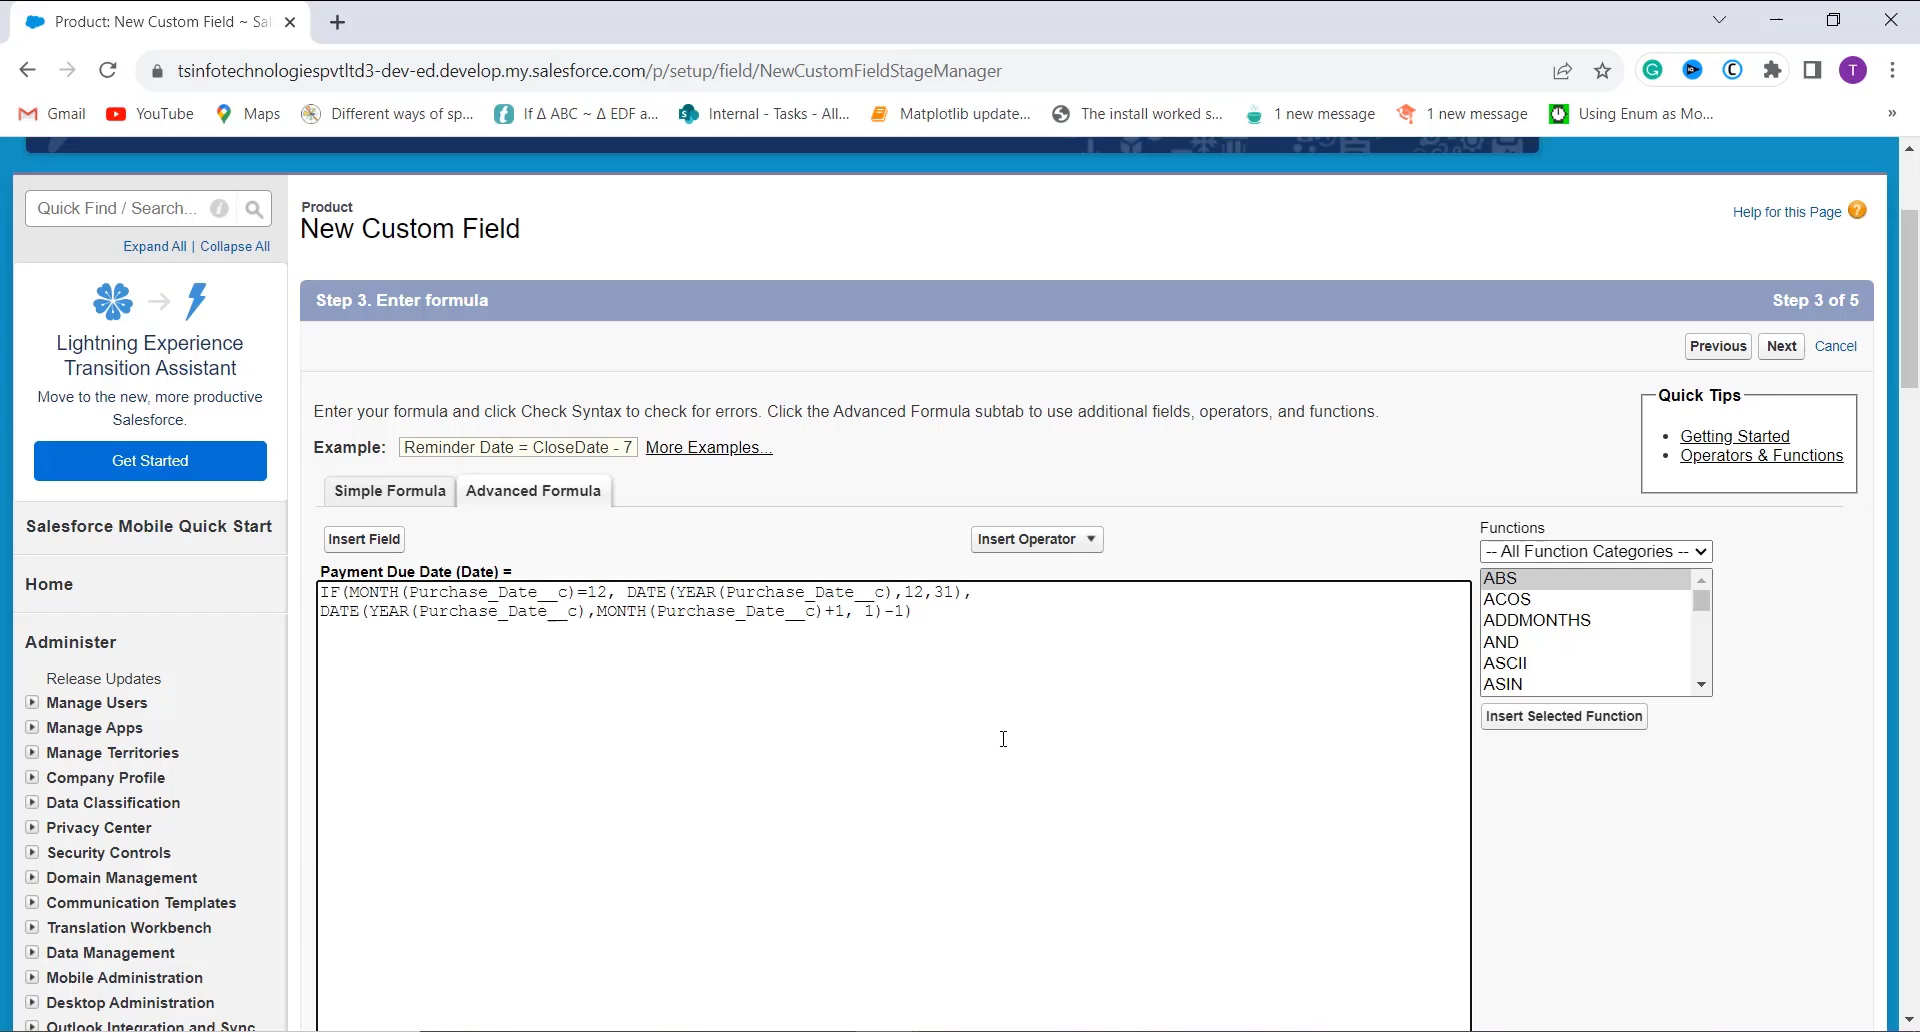 Product: New Custom Field ~ Sal
tsinfotechnologiespvtltd3-dev-ed.develop.my.salesforce.com/p/setup/field/NewCustomFieldStageManager
T
Gmail
YouTube
Maps
Different ways of sp...
If Δ ABC ~ Δ EDF a...
Internal - Tasks - All...
Matplotlib update...
The install worked s...
1 new message
1 new message
Using Enum as Mo...
»
Quick Find / Search...
Expand All | Collapse All
Lightning Experience
Transition Assistant
Move to the new, more productive
Salesforce.
Get Started
Salesforce Mobile Quick Start
Home
Administer
Release Updates
Manage Users
Manage Apps
Manage Territories
Company Profile
Data Classification
Privacy Center
Security Controls
Domain Management
Communication Templates
Translation Workbench
Data Management
Mobile Administration
Desktop Administration
Outlook Integration and Sync
Product
New Custom Field
Help for this Page
Step 3. Enter formula
Step 3 of 5
Previous
Next
Cancel
Enter your formula and click Check Syntax to check for errors. Click the Advanced Formula subtab to use additional fields, operators, and functions.
Example: Reminder Date = CloseDate - 7 More Examples...
Quick Tips
• Getting Started
• Operators & Functions
Simple Formula
Advanced Formula
Insert Field
Insert Operator
Payment Due Date (Date) =
IF(MONTH(Purchase_Date__c)=12, DATE(YEAR(Purchase_Date__c),12,31),
DATE(YEAR(Purchase_Date__c),MONTH(Purchase_Date__c)+1, 1)-1)
Functions
-- All Function Categories --
ABS
ACOS
ADDMONTHS
AND
ASCII
ASIN
Insert Selected Function